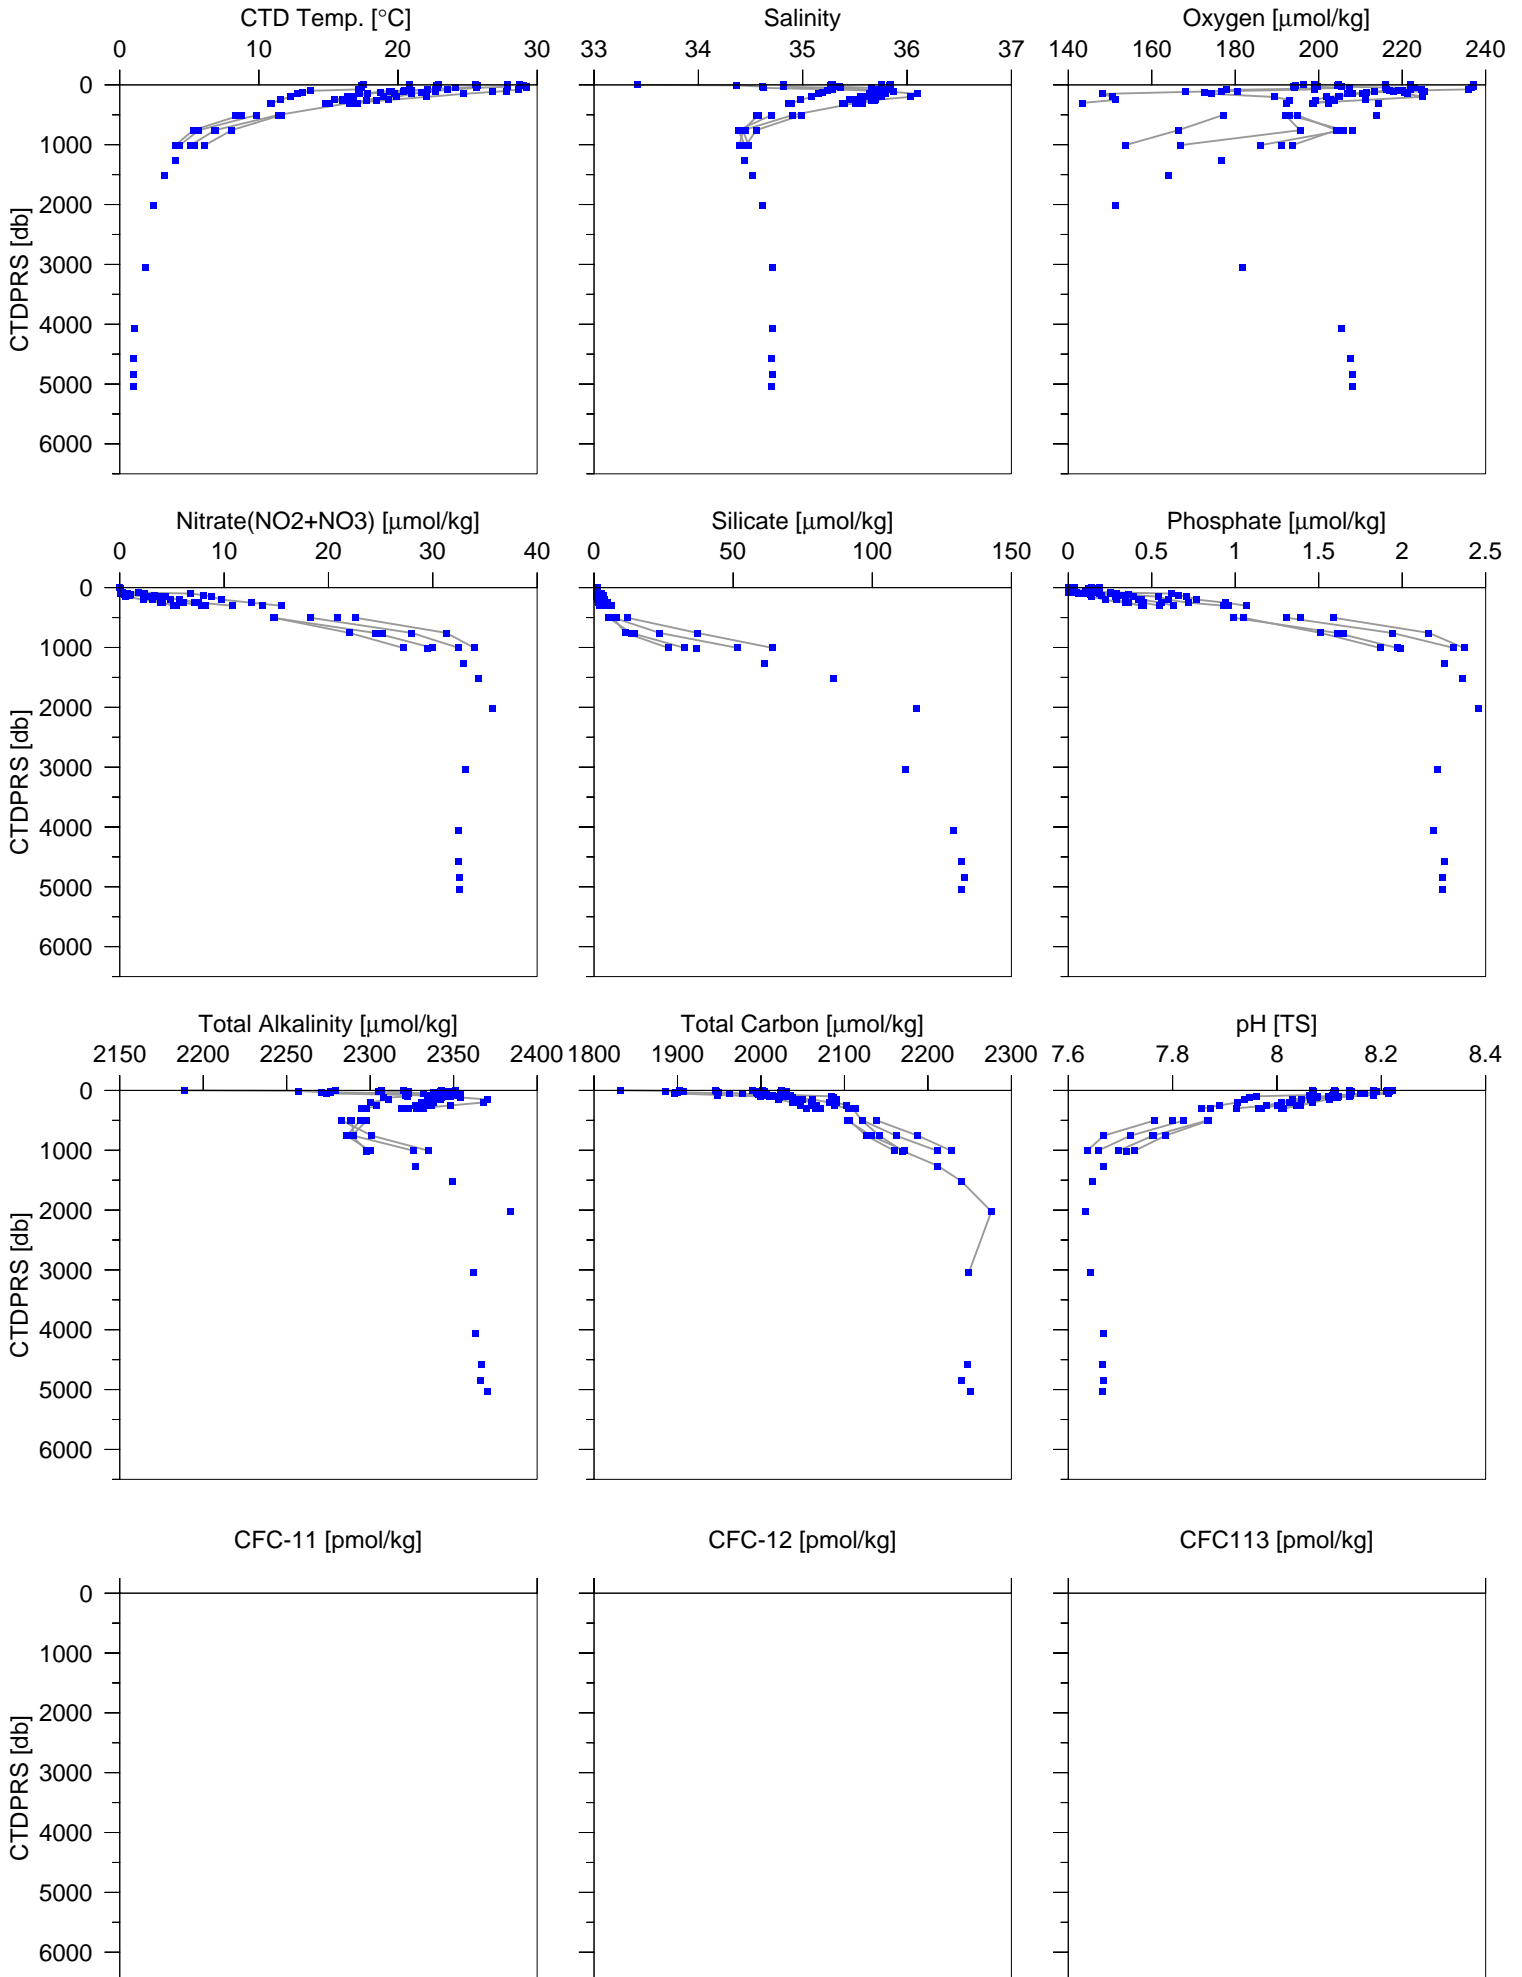 CTD Temp. [°C] Salinity Oxygen [μmol/kg]
0 10 20 30 33 34 35 36 37 140 160 180 200 220 240
0
1000
2000
3000
4000
5000
6000
CTDPRS [db]
Nitrate(NO2+NO3) [μmol/kg] Silicate [μmol/kg] Phosphate [μmol/kg]
0 10 20 30 40 0 50 100 150 0 0.5 1 1.5 2 2.5
0
1000
2000
3000
4000
5000
6000
CTDPRS [db]
Total Alkalinity [μmol/kg] Total Carbon [μmol/kg] pH [TS]
2150 2200 2250 2300 2350 2400 1800 1900 2000 2100 2200 2300 7.6 7.8 8 8.2 8.4
0
1000
2000
3000
4000
5000
6000
CTDPRS [db]
CFC-11 [pmol/kg] CFC-12 [pmol/kg] CFC113 [pmol/kg]
0
1000
2000
3000
4000
5000
6000
CTDPRS [db]